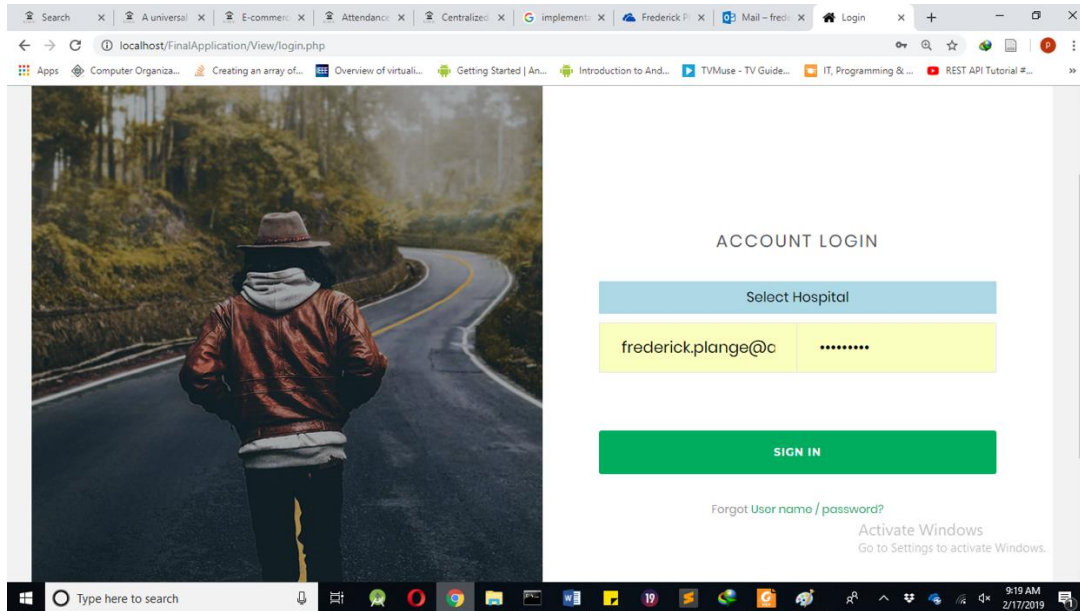 Search
A universal
E-commerc
Attendance
Centralized
implementa
Frederick P
Mail – frede
Login
localhost/FinalApplication/View/login.php
Apps
Computer Organiza...
Creating an array of...
IEEE
Overview of virtuali...
Getting Started | An...
Introduction to And...
TVMuse - TV Guide...
IT, Programming & ...
REST API Tutorial #...
ACCOUNT LOGIN
Select Hospital
frederick.plange@
•••••••••
SIGN IN
Forgot User name / password?
Activate Windows
Go to Settings to activate Windows.
Type here to search
19
9:19 AM
2/17/2019